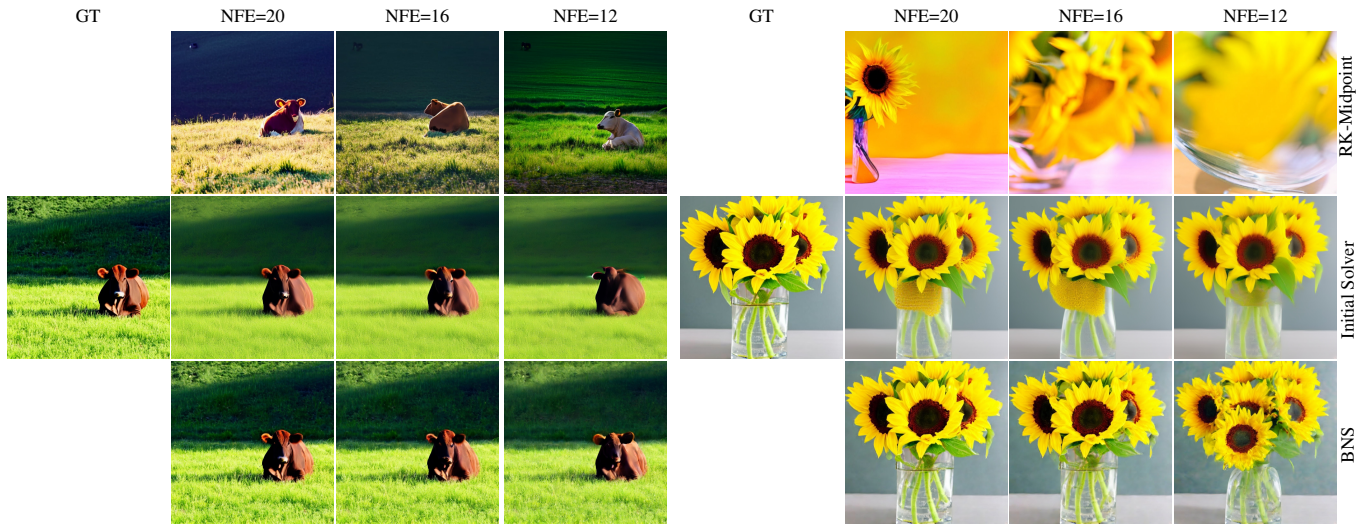 GT NFE=20 NFE=16 NFE=12 GT NFE=20 NFE=16 NFE=12
RK-Midpoint
Initial Solver
BNS